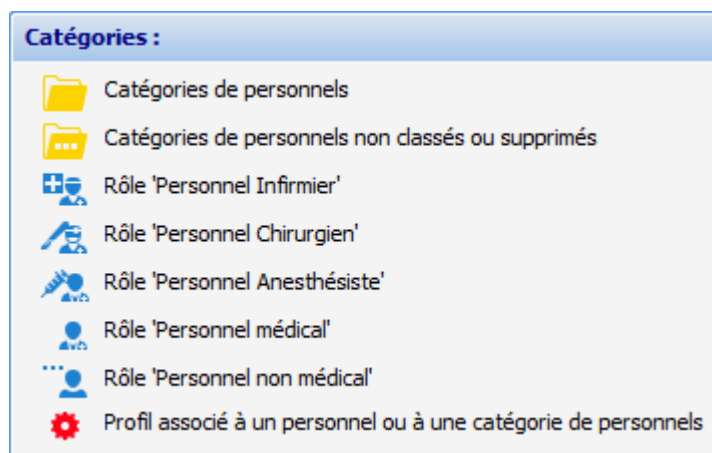 Catégories :
Catégories de personnels
Catégories de personnels non classés ou supprimés
Rôle 'Personnel Infirmier'
Rôle 'Personnel Chirurgien'
Rôle 'Personnel Anesthésiste'
Rôle 'Personnel médical'
Rôle 'Personnel non médical'
Profil associé à un personnel ou à une catégorie de personnels